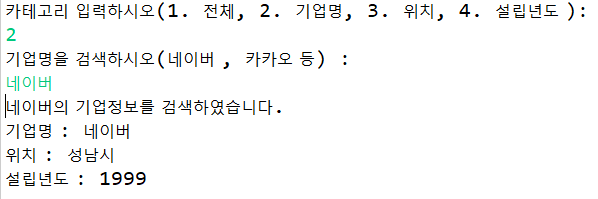 카테고리 입력하시오(1. 전체, 2. 기업명, 3. 위치, 4. 설립년도 ):
2
기업명을 검색하시오(네이버 , 카카오 등) :
네이버
네이버의 기업정보를 검색하였습니다.
기업명 : 네이버
위치 : 성남시
설립년도 : 1999